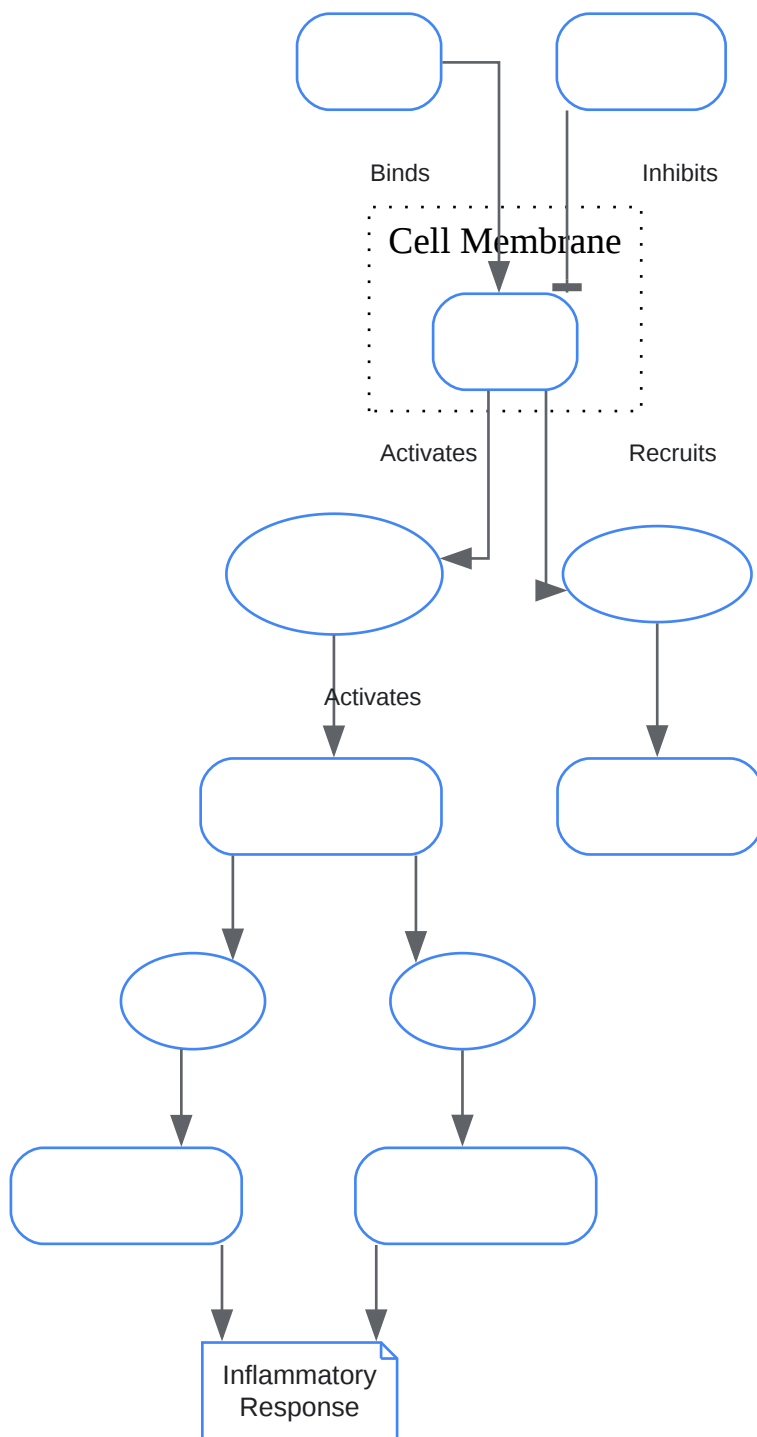 Binds
Inhibits
Cell Membrane
Activates
Recruits
Activates
Inflammatory
Response